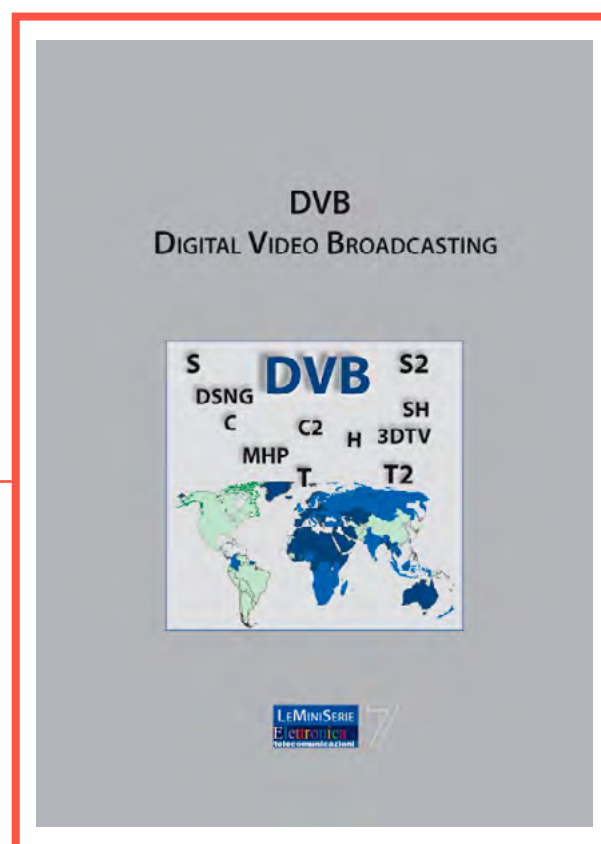 DVB
DIGITAL VIDEO BROADCASTING
S DVB S2
DSNG SH
C C2 H 3DTV
MHP
T T2
LEMINISERIE
Elettronica
telecomunicazioni
7